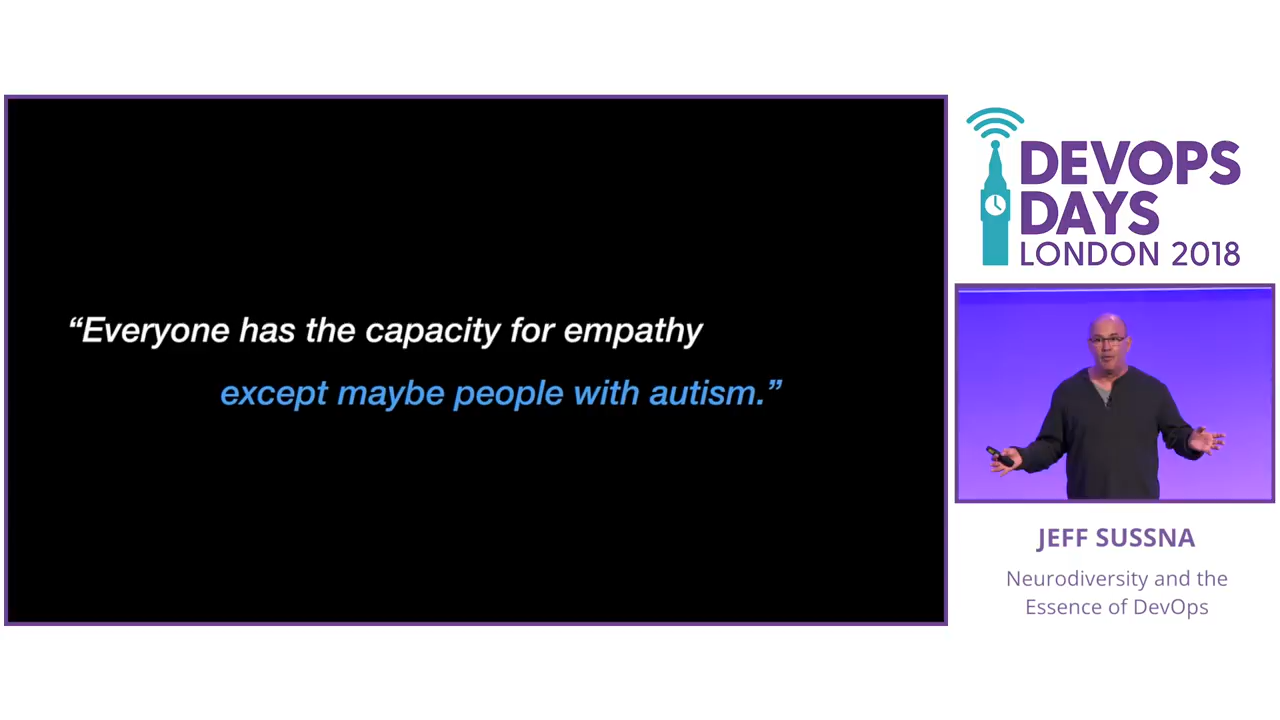 “Everyone has the capacity for empathy
except maybe people with autism.”
DEVOPS
DAYS
LONDON 2018
JEFF SUSSNA
Neurodiversity and the
Essence of DevOps